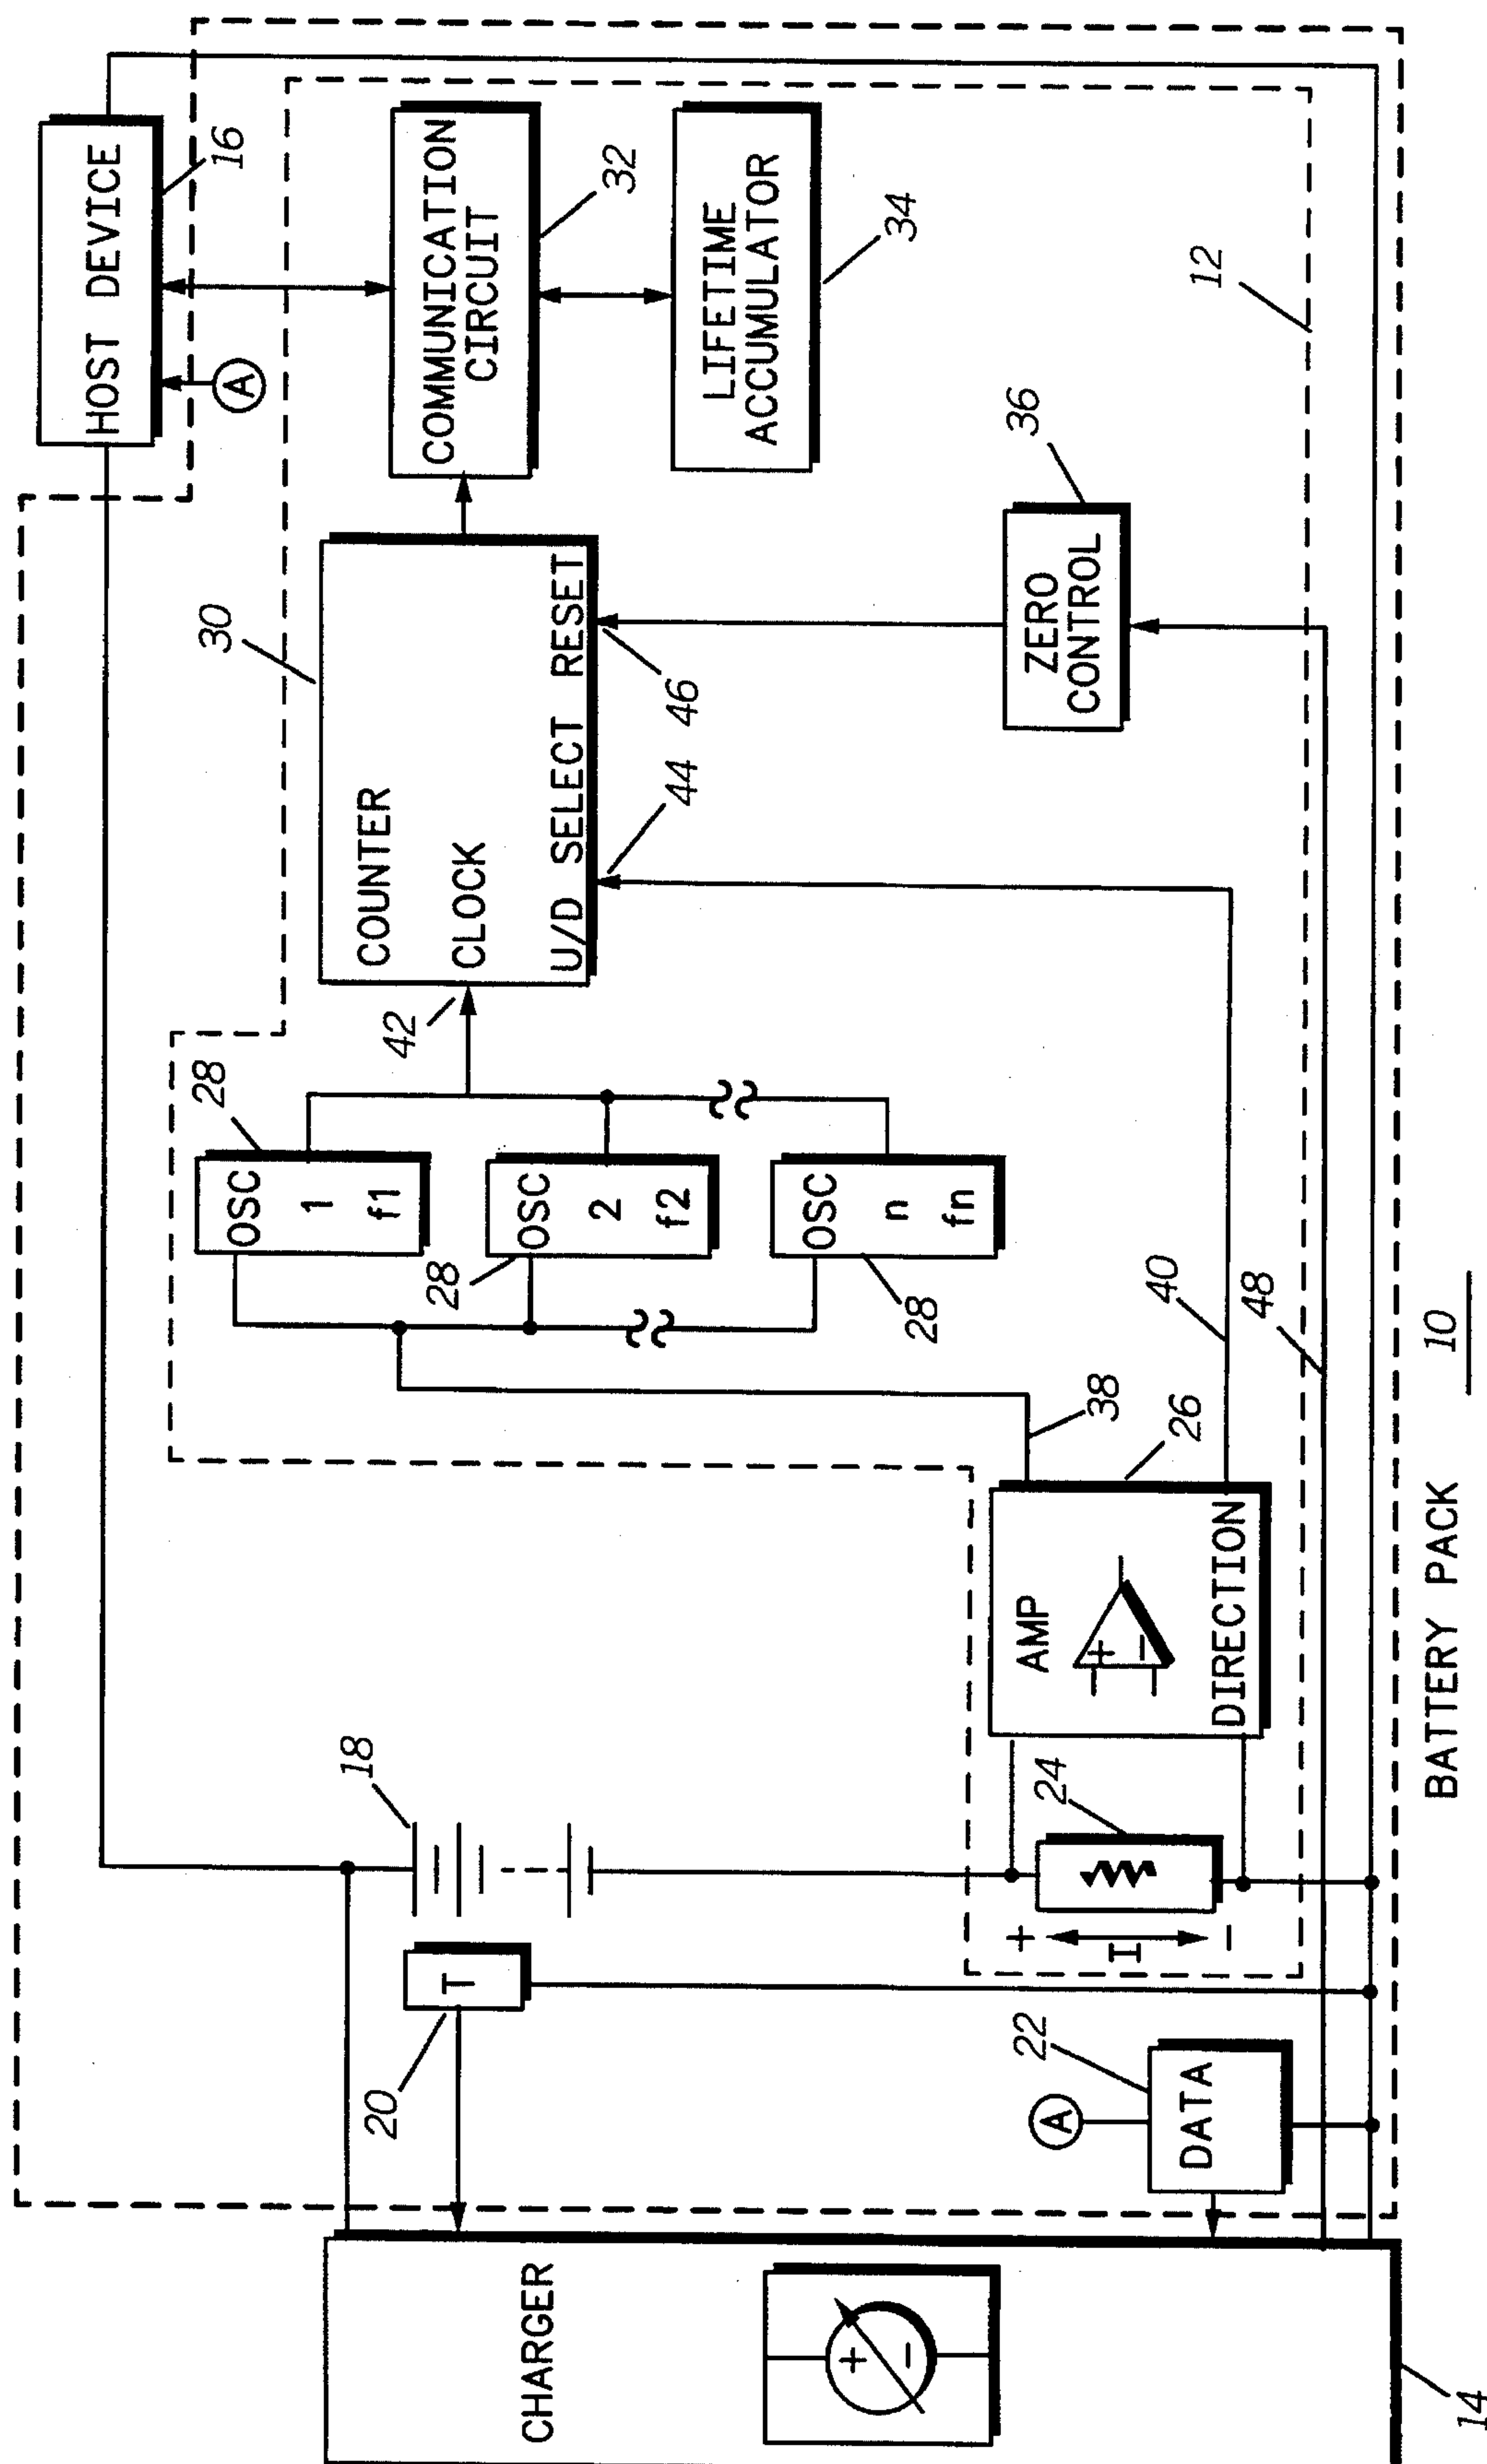 HOST DEVICE
16
A
COMMUNICATION
CIRCUIT
32
LIFETIME
ACCUMULATOR
34
12
30
COUNTER
CLOCK
U/D SELECT RESET
42
44
46
ZERO
CONTROL
36
OSC
1
f1
28
OSC
2
f2
28
OSC
n
fn
28
38
40
48
AMP
+
−
DIRECTION
26
18
24
+
I
−
T
20
A
DATA
22
CHARGER
+
−
14
BATTERY PACK
10